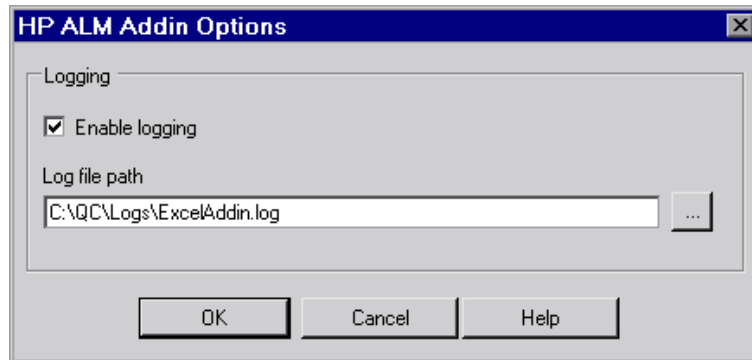 HP ALM Addin Options
Logging
Enable logging
Log file path
C:\QC\Logs\ExcelAddin.log
...
OK Cancel Help